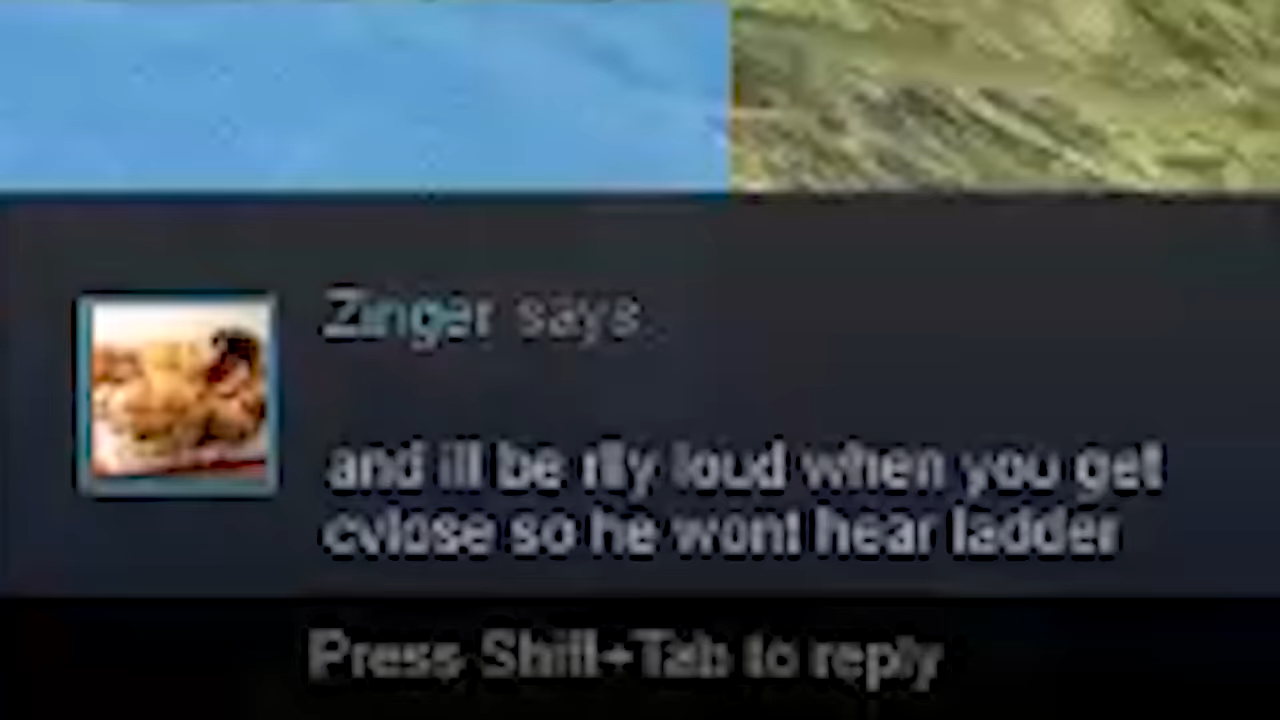 Zinger says
and ill be rlly loud when you get
cvlose so he wont hear ladder
Press Shift+Tab to reply